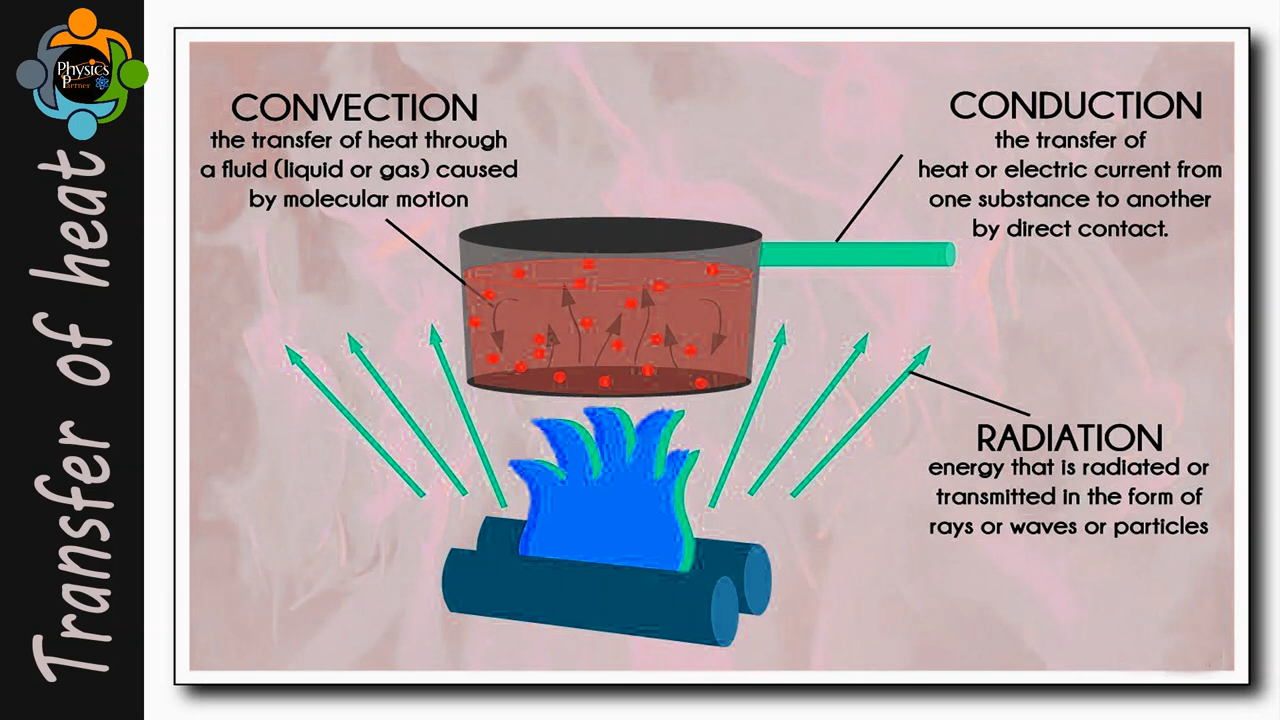 Physics
Partner
Transfer of heat
CONVECTION
the transfer of heat through
a fluid (liquid or gas) caused
by molecular motion
CONDUCTION
the transfer of
heat or electric current from
one substance to another
by direct contact.
RADIATION
energy that is radiated or
transmitted in the form of
rays or waves or particles